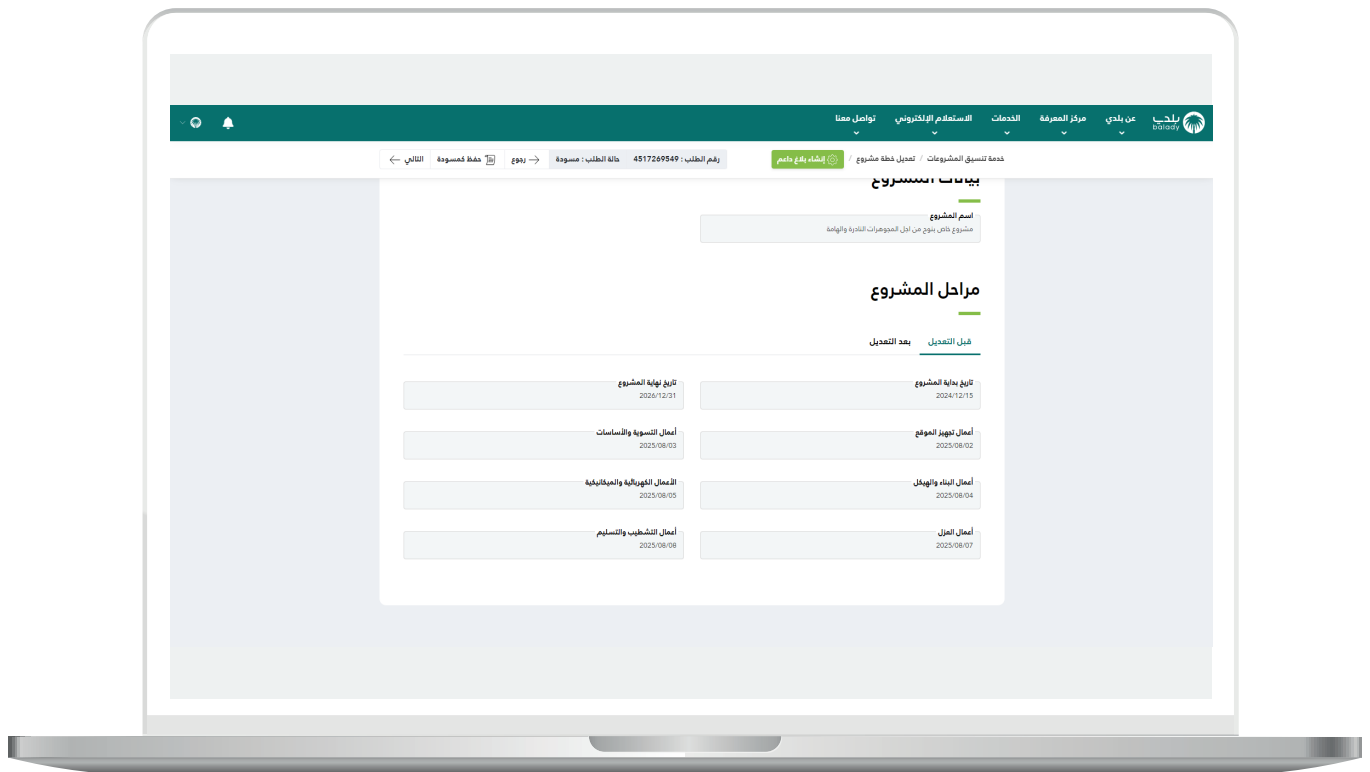 بلدي
balady
عن بلدي
مركز المعرفة
الخدمات
الاستعلام الإلكتروني
تواصل معنا
خدمة تنسيق المشروعات / تعديل خطة مشروع /
إنشاء بلاغ داعم
رقم الطلب : 4517269549
حالة الطلب : مسودة
رجوع
حفظ كمسودة
التالي
بيانات المشروع
اسم المشروع
مشروع خاص ينوح من اجل المجوهرات النادرة والهامة
مراحل المشروع
قبل التعديل
بعد التعديل
تاريخ بداية المشروع
2024/12/15
تاريخ نهاية المشروع
2026/12/31
أعمال تجهيز الموقع
2025/08/02
أعمال التسوية والأساسات
2025/08/03
أعمال البناء والهيكل
2025/08/04
الأعمال الكهربائية والميكانيكية
2025/08/05
أعمال العزل
2025/08/07
أعمال التشطيب والتسليم
2025/08/08